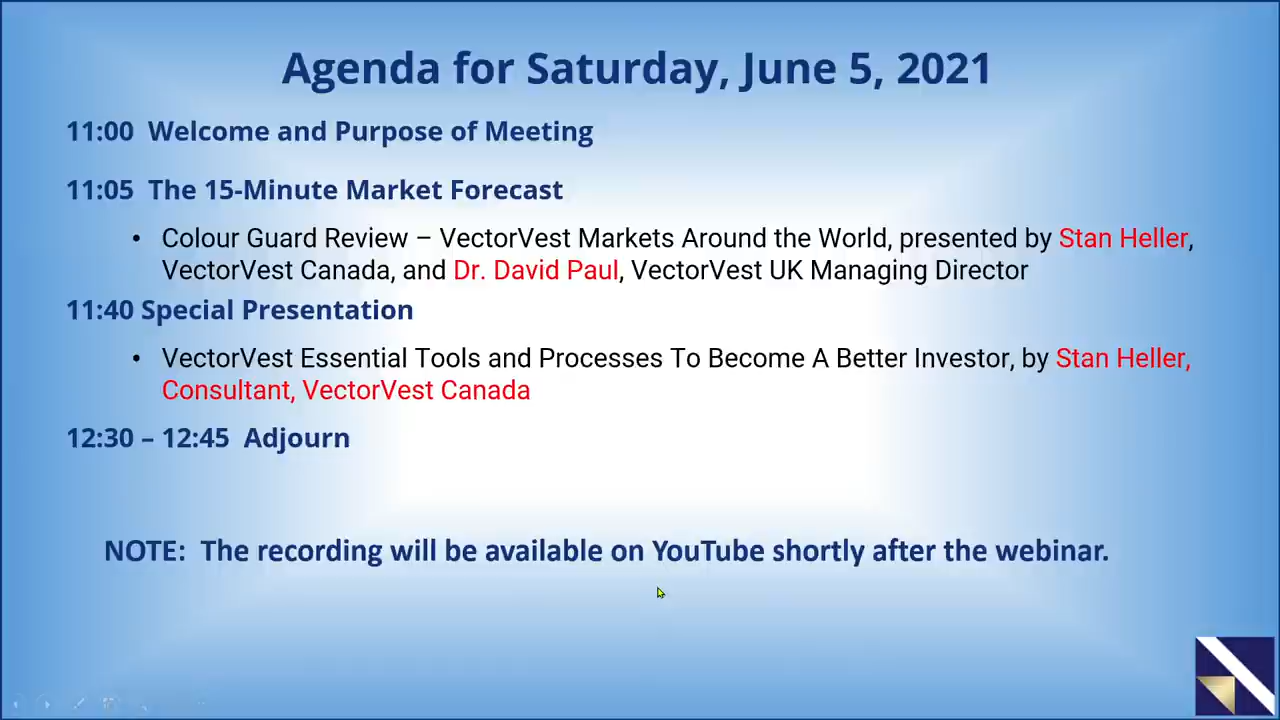 Agenda for Saturday, June 5, 2021
11:00 Welcome and Purpose of Meeting
11:05 The 15-Minute Market Forecast
• Colour Guard Review – VectorVest Markets Around the World, presented by Stan Heller,
VectorVest Canada, and Dr. David Paul, VectorVest UK Managing Director
11:40 Special Presentation
• VectorVest Essential Tools and Processes To Become A Better Investor, by Stan Heller,
Consultant, VectorVest Canada
12:30 – 12:45 Adjourn
NOTE: The recording will be available on YouTube shortly after the webinar.